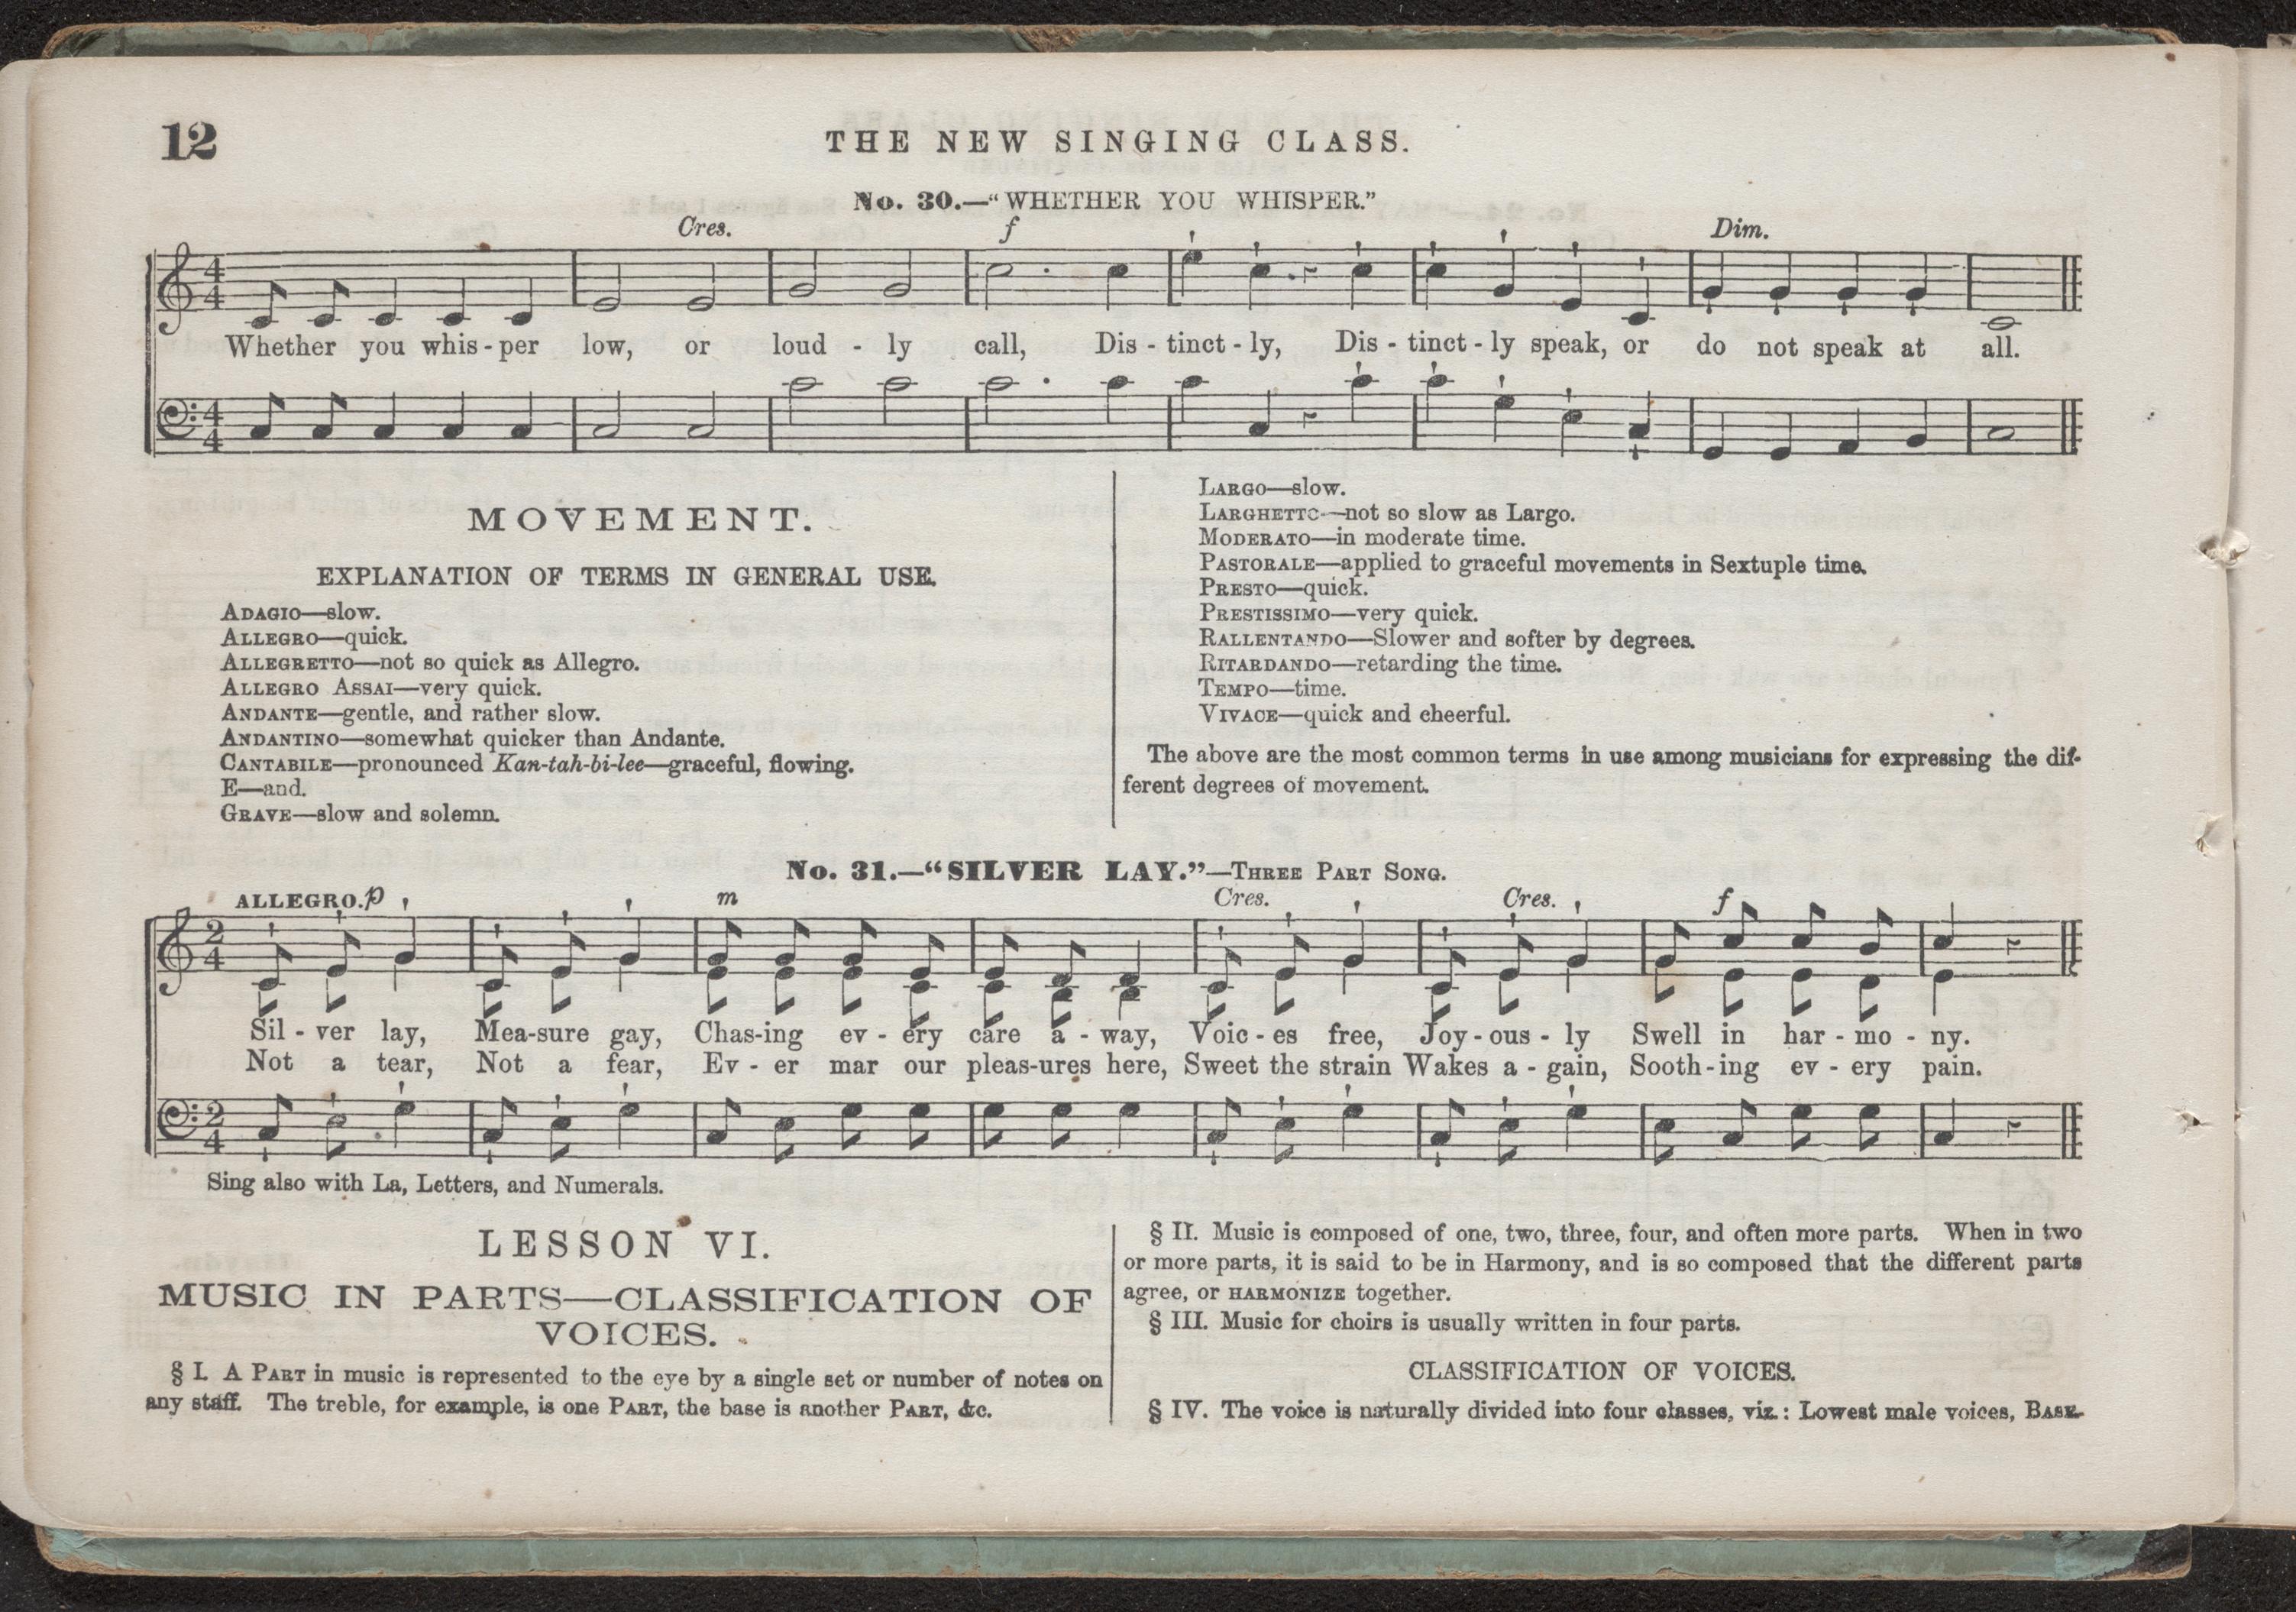 12
THE NEW SINGING CLASS.
No. 30.—“WHETHER YOU WHISPER.”
Cres. f Dim.
4 4
Whether you whis - per low, or loud - ly call, Dis - tinct - ly, Dis - tinct - ly speak, or do not speak at all.
4 4
MOVEMENT.
EXPLANATION OF TERMS IN GENERAL USE.
ADAGIO—slow.
ALLEGRO—quick.
ALLEGRETTO—not so quick as Allegro.
ALLEGRO ASSAI—very quick.
ANDANTE—gentle, and rather slow.
ANDANTINO—somewhat quicker than Andante.
CANTABILE—pronounced Kan-tah-bi-lee—graceful, flowing.
E—and.
GRAVE—slow and solemn.
LARGO—slow.
LARGHETTO—not so slow as Largo.
MODERATO—in moderate time.
PASTORALE—applied to graceful movements in Sextuple time.
PRESTO—quick.
PRESTISSIMO—very quick.
RALLENTANDO—Slower and softer by degrees.
RITARDANDO—retarding the time.
TEMPO—time.
VIVACE—quick and cheerful.
The above are the most common terms in use among musicians for expressing the dif-
ferent degrees of movement.
No. 31.—“SILVER LAY.”—THREE PART SONG.
ALLEGRO. p m Cres. Cres. f
2 4
Sil - ver lay, Mea-sure gay, Chas-ing ev - ery care a - way, Voic - es free, Joy - ous - ly Swell in har - mo - ny.
Not a tear, Not a fear, Ev - er mar our pleas-ures here, Sweet the strain Wakes a - gain, Sooth - ing ev - ery pain.
2 4
Sing also with La, Letters, and Numerals.
LESSON VI.
MUSIC IN PARTS—CLASSIFICATION OF
VOICES.
§ I. A PART in music is represented to the eye by a single set or number of notes on
any staff. The treble, for example, is one PART, the base is another PART, &c.
§ II. Music is composed of one, two, three, four, and often more parts. When in two
or more parts, it is said to be in Harmony, and is so composed that the different parts
agree, or HARMONIZE together.
§ III. Music for choirs is usually written in four parts.
CLASSIFICATION OF VOICES.
§ IV. The voice is naturally divided into four classes, viz.: Lowest male voices, BASE.